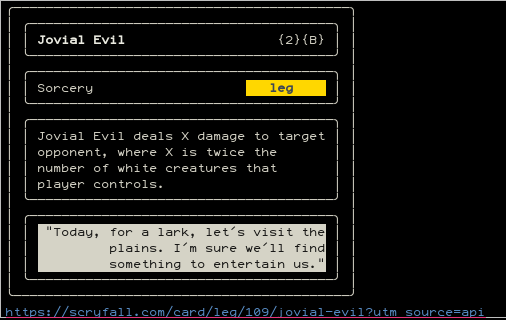 Jovial Evil {2}{B}
Sorcery leg
Jovial Evil deals X damage to target
opponent, where X is twice the
number of white creatures that
player controls.
"Today, for a lark, let´s visit the
plains. I´m sure we´ll find
something to entertain us."
https://scryfall.com/card/leg/109/jovial-evil?utm_source=api